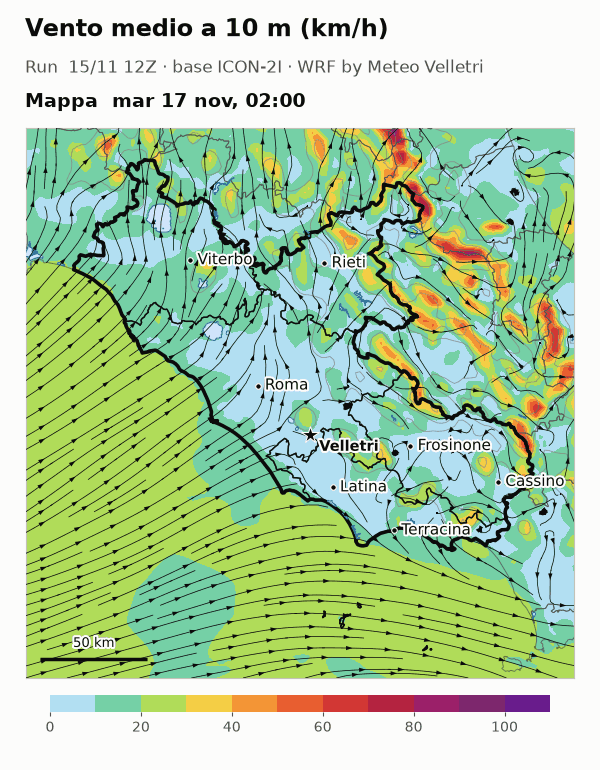 Vento medio a 10 m (km/h)
Run 15/11 12Z · base ICON-2I · WRF by Meteo Velletri
Mappa mar 17 nov, 02:00
Viterbo
Rieti
Roma
Velletri
Frosinone
Latina
Cassino
Terracina
50 km
0 20 40 60 80 100